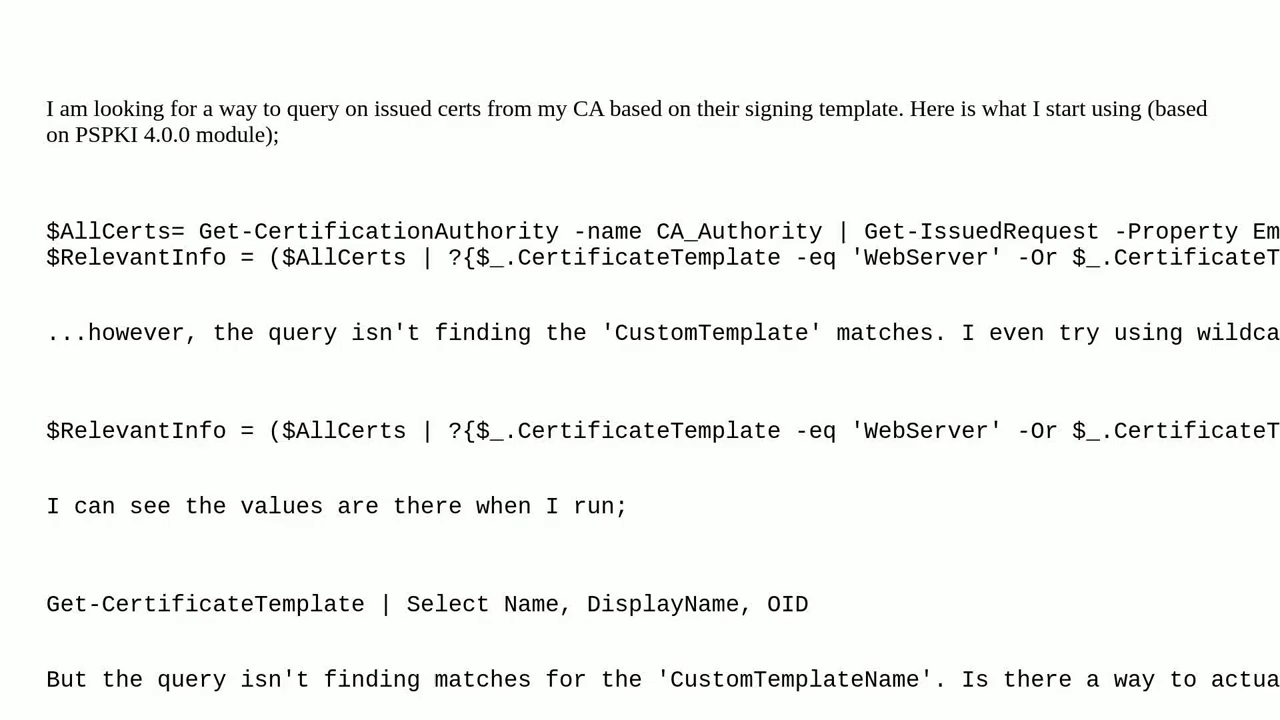 I am looking for a way to query on issued certs from my CA based on their signing template. Here is what I start using (based
on PSPKI 4.0.0 module);
$AllCerts= Get-CertificationAuthority -name CA_Authority | Get-IssuedRequest -Property Em
$RelevantInfo = ($AllCerts | ?{$_.CertificateTemplate -eq 'WebServer' -Or $_.CertificateT
...however, the query isn't finding the 'CustomTemplate' matches. I even try using wildca
$RelevantInfo = ($AllCerts | ?{$_.CertificateTemplate -eq 'WebServer' -Or $_.CertificateT
I can see the values are there when I run;
Get-CertificateTemplate | Select Name, DisplayName, OID
But the query isn't finding matches for the 'CustomTemplateName'. Is there a way to actua